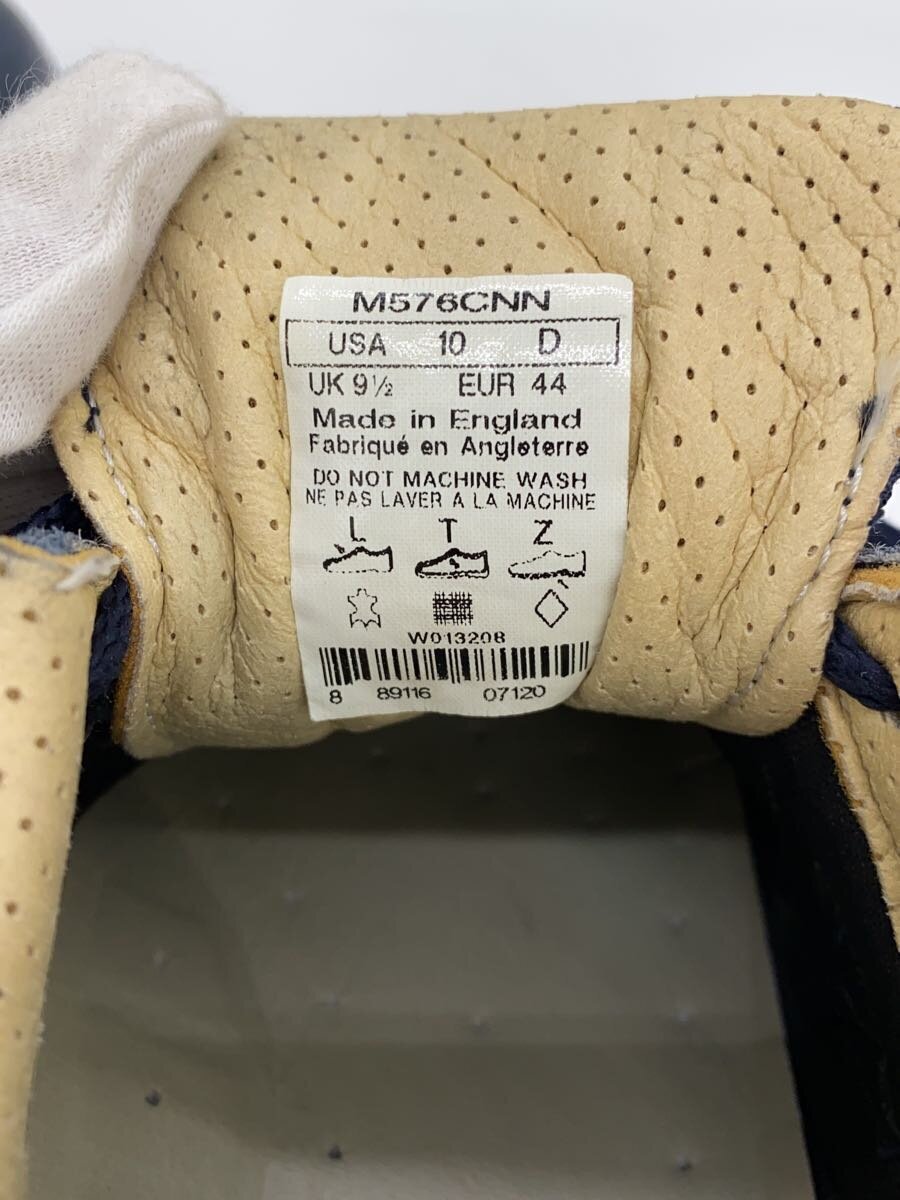 M576CNN
USA 10 D
UK 9½ EUR 44
Made in England
Fabriqué en Angleterre
DO NOT MACHINE WASH
NE PAS LAVER A LA MACHINE
L T Z
W013208
8 89116 07120